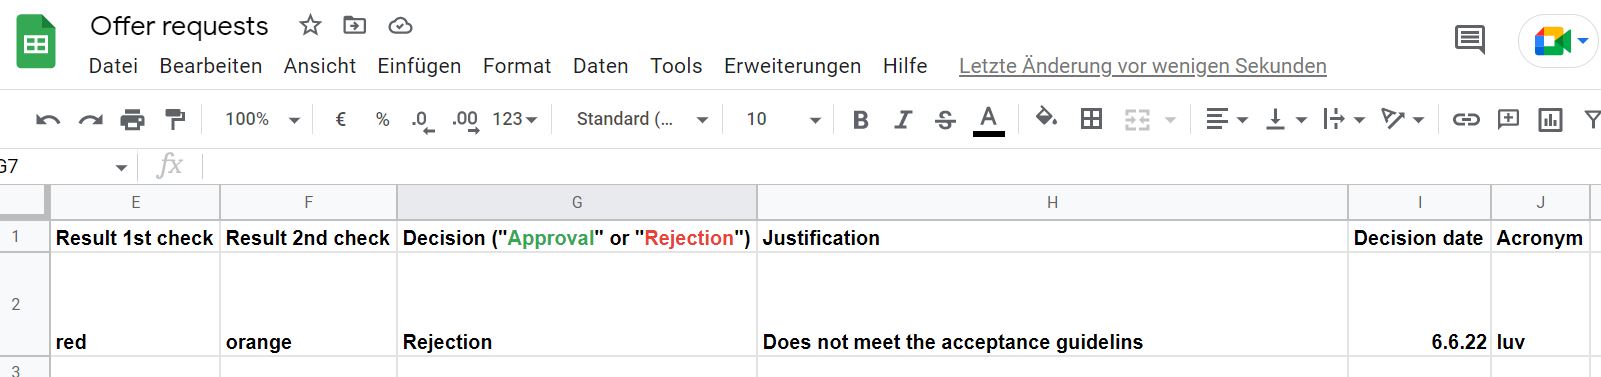 Offer requests
Datei Bearbeiten Ansicht Einfügen Format Daten Tools Erweiterungen Hilfe Letzte Änderung vor wenigen Sekunden
100% € % .0 .00 123 Standard (... 10 B I S A
G7 fx
E F G H I J
1 Result 1st check Result 2nd check Decision ("Approval" or "Rejection") Justification Decision date Acronym
2 red orange Rejection Does not meet the acceptance guidelins 6.6.22 luv
3